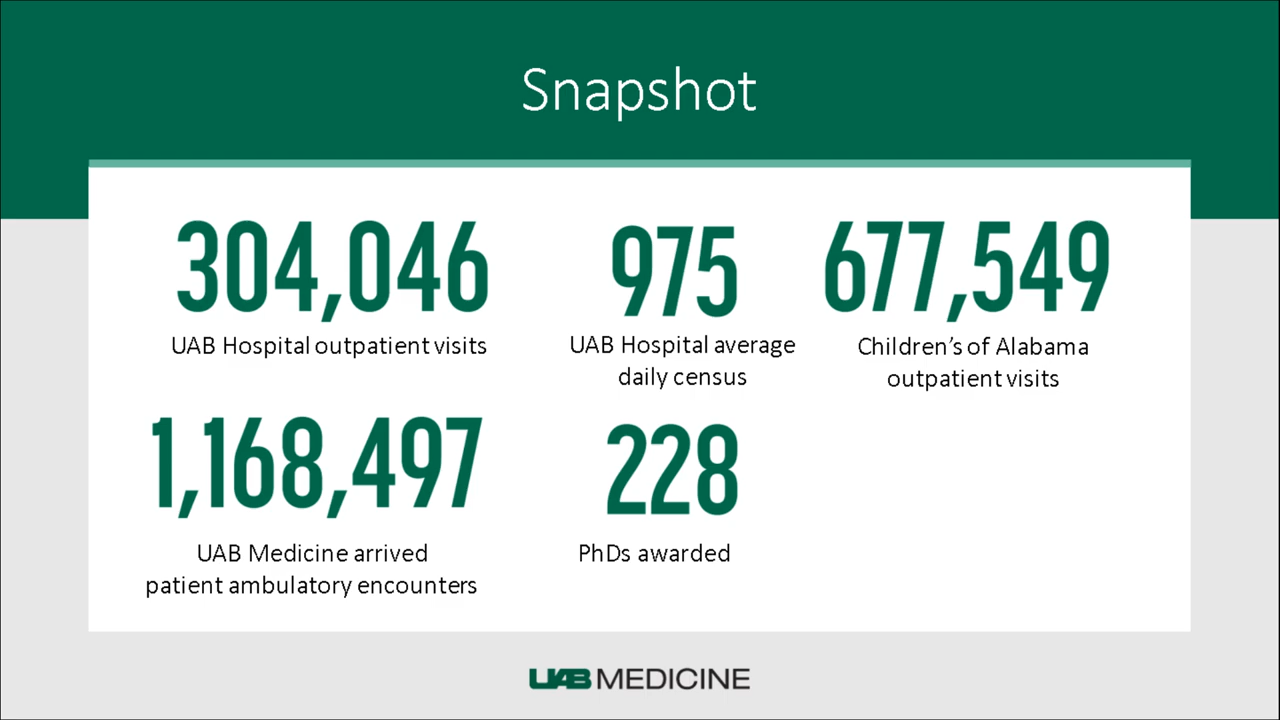 Snapshot
304,046
UAB Hospital outpatient visits
975
UAB Hospital average
daily census
677,549
Children’s of Alabama
outpatient visits
1,168,497
UAB Medicine arrived
patient ambulatory encounters
228
PhDs awarded
UAB MEDICINE